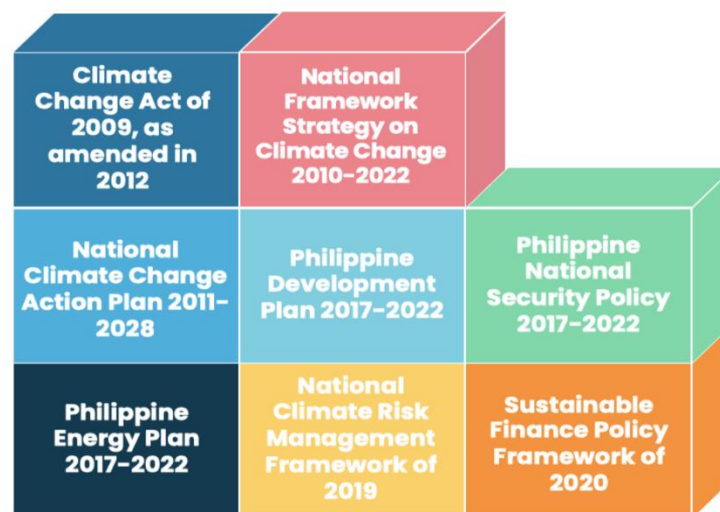 Climate
Change Act of
2009, as
amended in
2012
National
Framework
Strategy on
Climate Change
2010-2022
National
Climate Change
Action Plan 2011-
2028
Philippine
Development
Plan 2017-2022
Philippine
National
Security Policy
2017-2022
Philippine
Energy Plan
2017-2022
National
Climate Risk
Management
Framework of
2019
Sustainable
Finance Policy
Framework of
2020